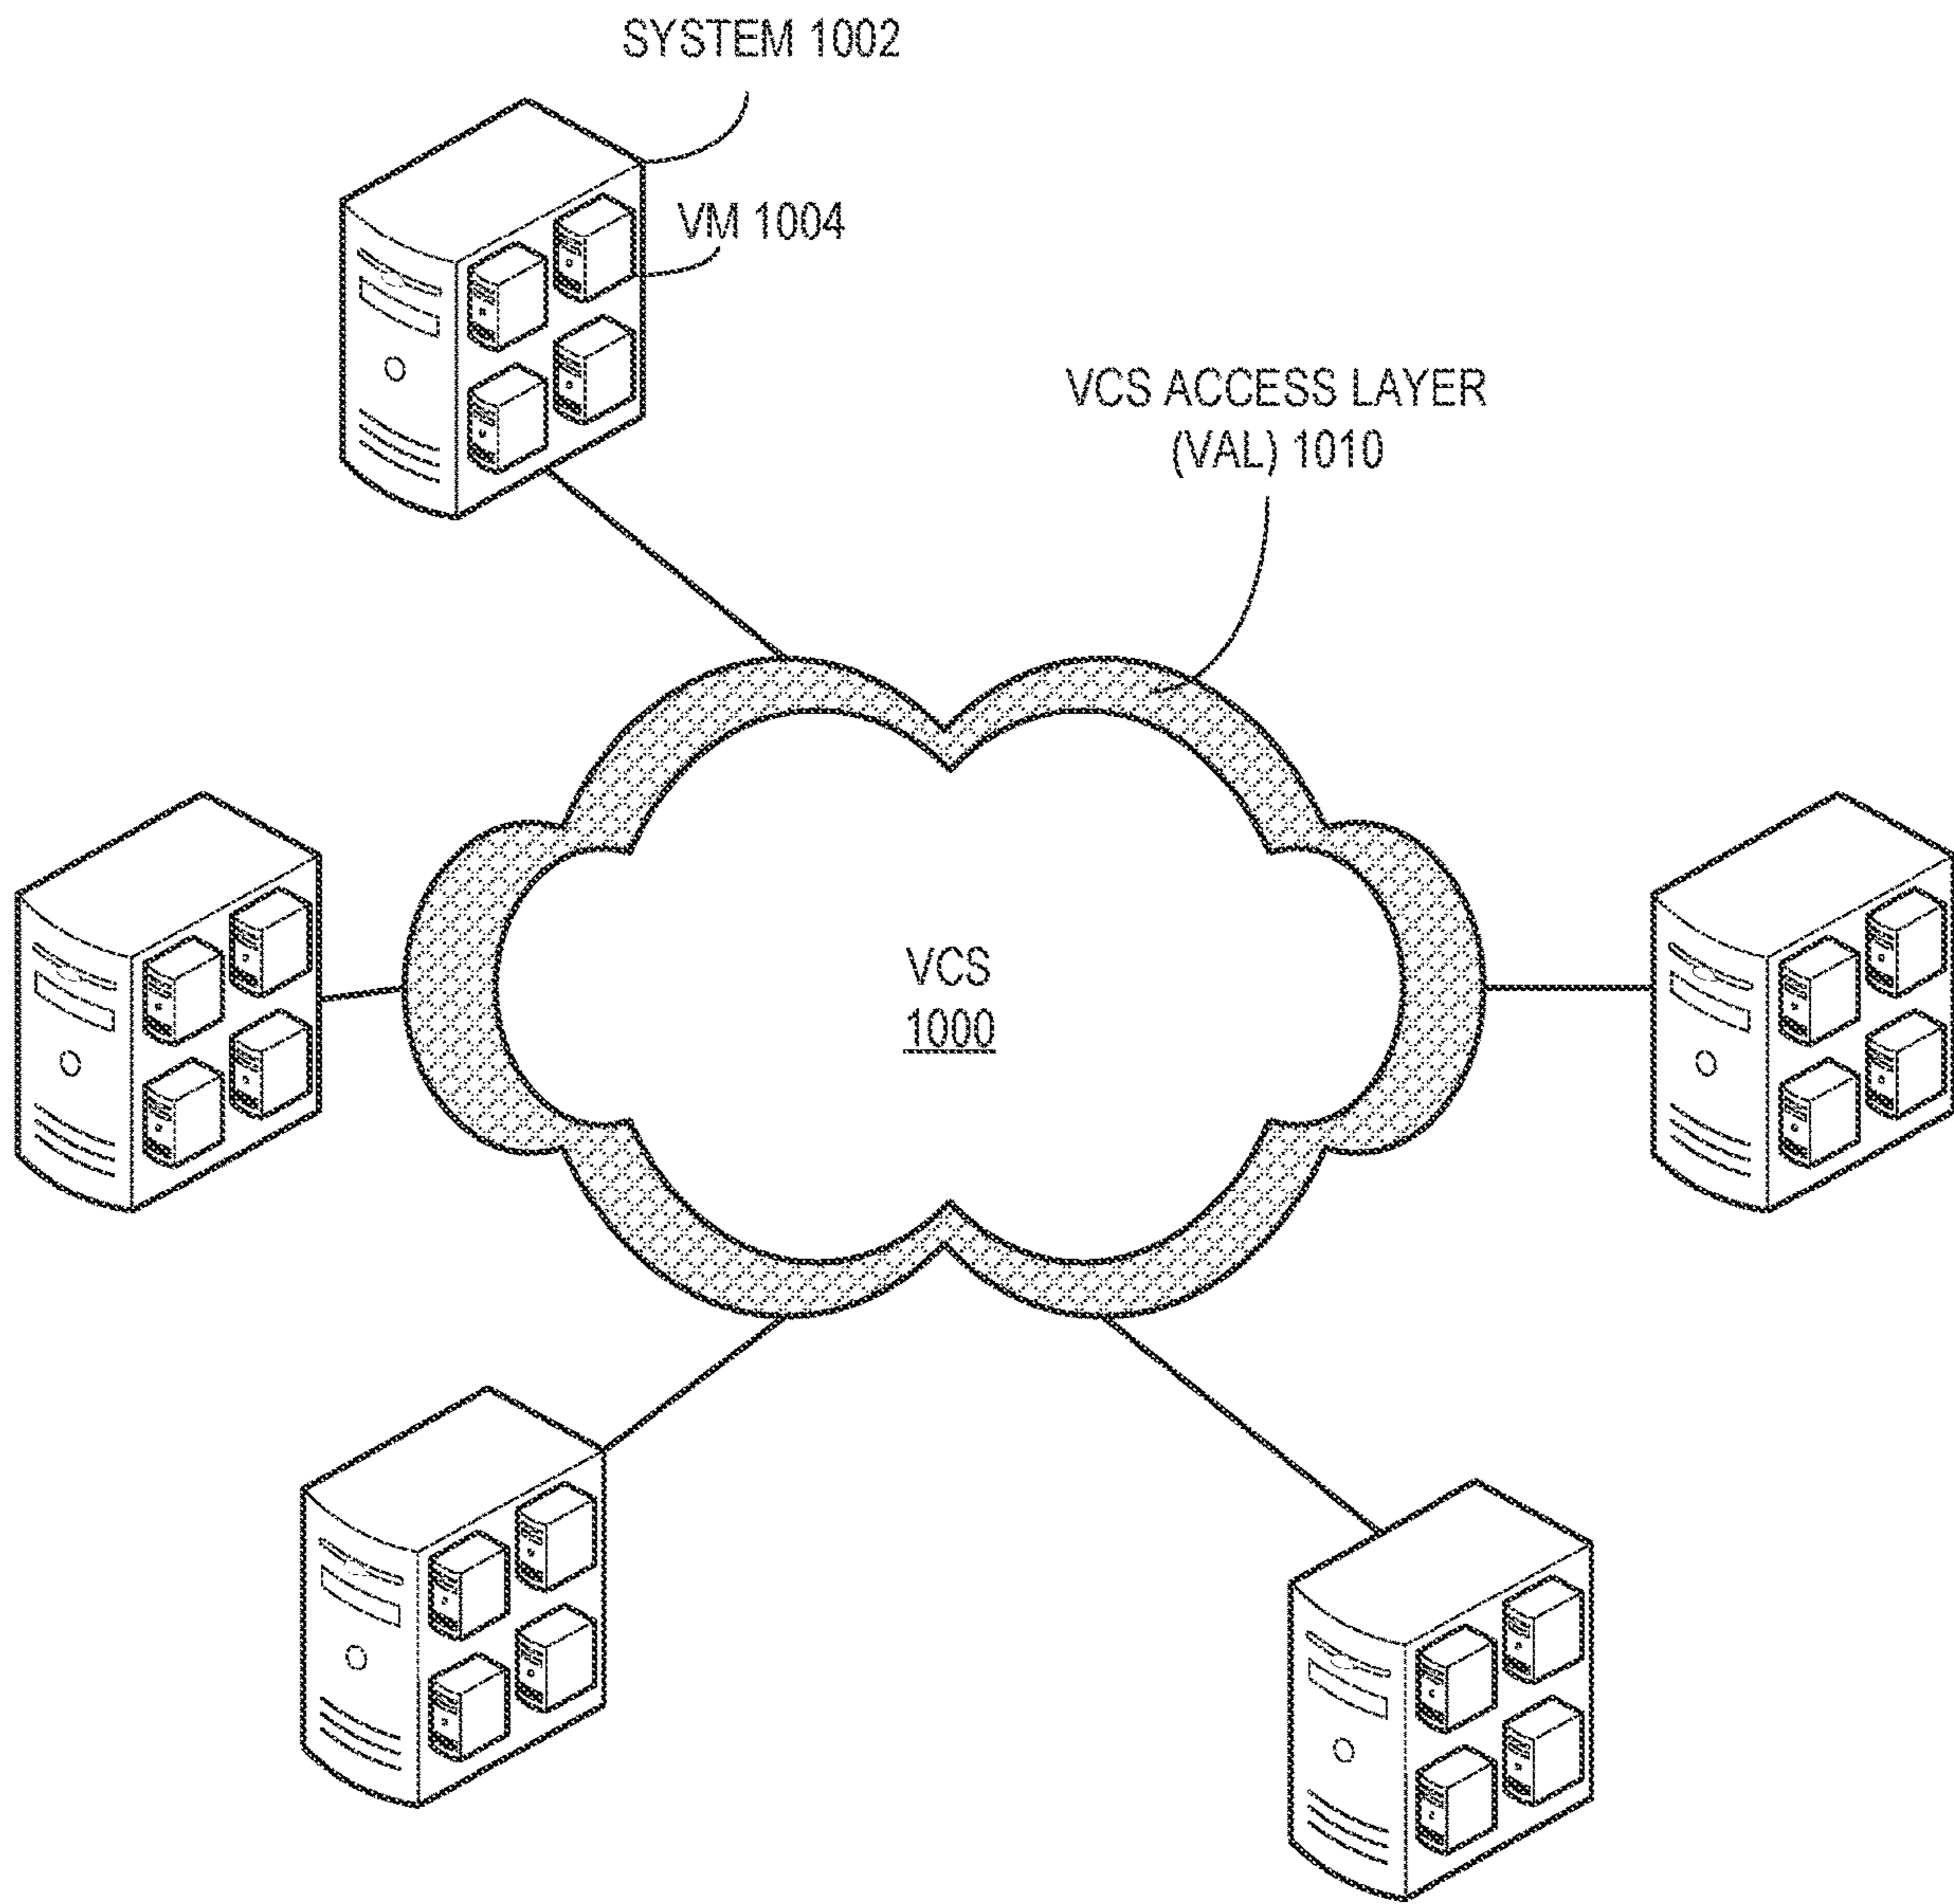 SYSTEM 1002
VM 1004
VCS ACCESS LAYER
(VAL) 1010
VCS
1000